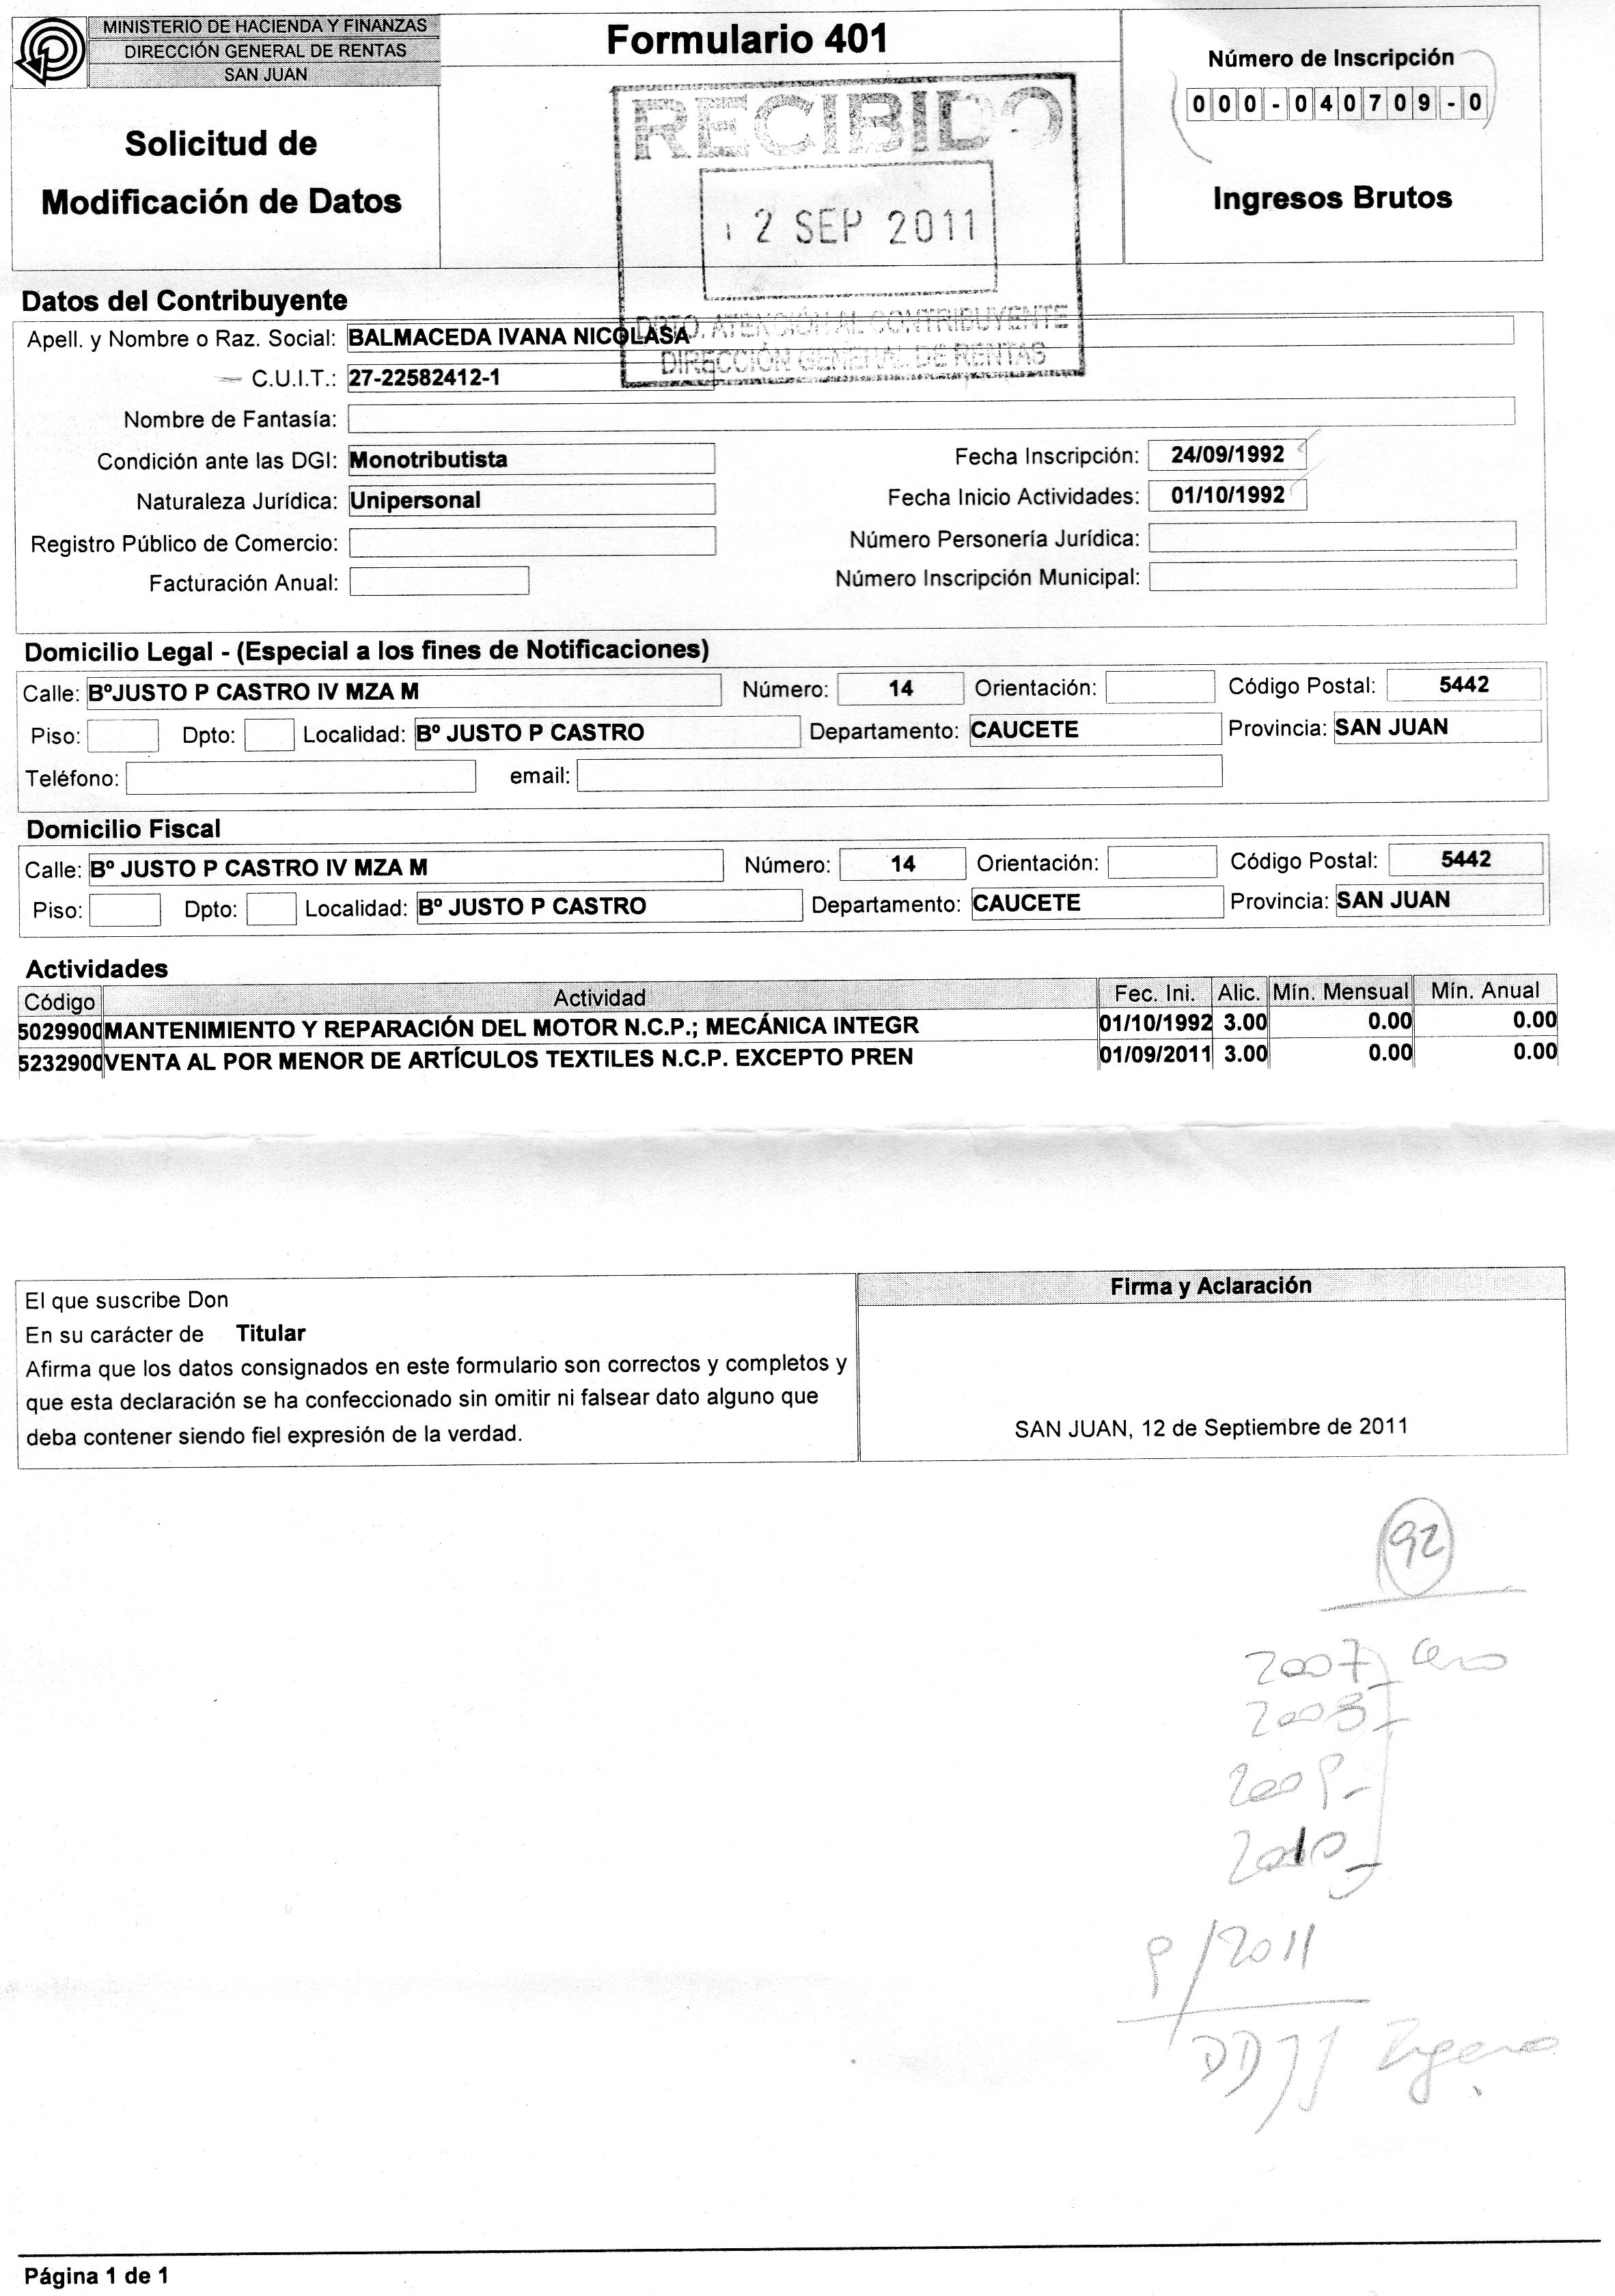 MINISTERIO DE HACIENDA Y FINANZAS
DIRECCIÓN GENERAL DE RENTAS
SAN JUAN
Solicitud de
Modificación de Datos
Formulario 401
RECIBIDO
2 SEP 2011
DPTO. ATENCIÓN AL CONTRIBUYENTE
DIRECCIÓN GENERAL DE RENTAS
Número de Inscripción
000-040709-0
Ingresos Brutos
Datos del Contribuyente
Apell. y Nombre o Raz. Social: BALMACEDA IVANA NICOLASA
C.U.I.T.: 27-22582412-1
Nombre de Fantasía:
Condición ante las DGI: Monotributista Fecha Inscripción: 24/09/1992
Naturaleza Jurídica: Unipersonal Fecha Inicio Actividades: 01/10/1992
Registro Público de Comercio: Número Personería Jurídica:
Facturación Anual: Número Inscripción Municipal:
Domicilio Legal - (Especial a los fines de Notificaciones)
Calle: BºJUSTO P CASTRO IV MZA M Número: 14 Orientación: Código Postal: 5442
Piso: Dpto: Localidad: Bº JUSTO P CASTRO Departamento: CAUCETE Provincia: SAN JUAN
Teléfono: email:
Domicilio Fiscal
Calle: Bº JUSTO P CASTRO IV MZA M Número: 14 Orientación: Código Postal: 5442
Piso: Dpto: Localidad: Bº JUSTO P CASTRO Departamento: CAUCETE Provincia: SAN JUAN
Actividades
Código Actividad Fec. Ini. Alic. Mín. Mensual Mín. Anual
5029900 MANTENIMIENTO Y REPARACIÓN DEL MOTOR N.C.P.; MECÁNICA INTEGR 01/10/1992 3.00 0.00 0.00
5232900 VENTA AL POR MENOR DE ARTÍCULOS TEXTILES N.C.P. EXCEPTO PREN 01/09/2011 3.00 0.00 0.00
El que suscribe Don
En su carácter de Titular
Afirma que los datos consignados en este formulario son correctos y completos y
que esta declaración se ha confeccionado sin omitir ni falsear dato alguno que
deba contener siendo fiel expresión de la verdad.
Firma y Aclaración
SAN JUAN, 12 de Septiembre de 2011
92
2007 - Cero
2008 -
2009 -
2010 -
9/2011
DDJJ
Página 1 de 1